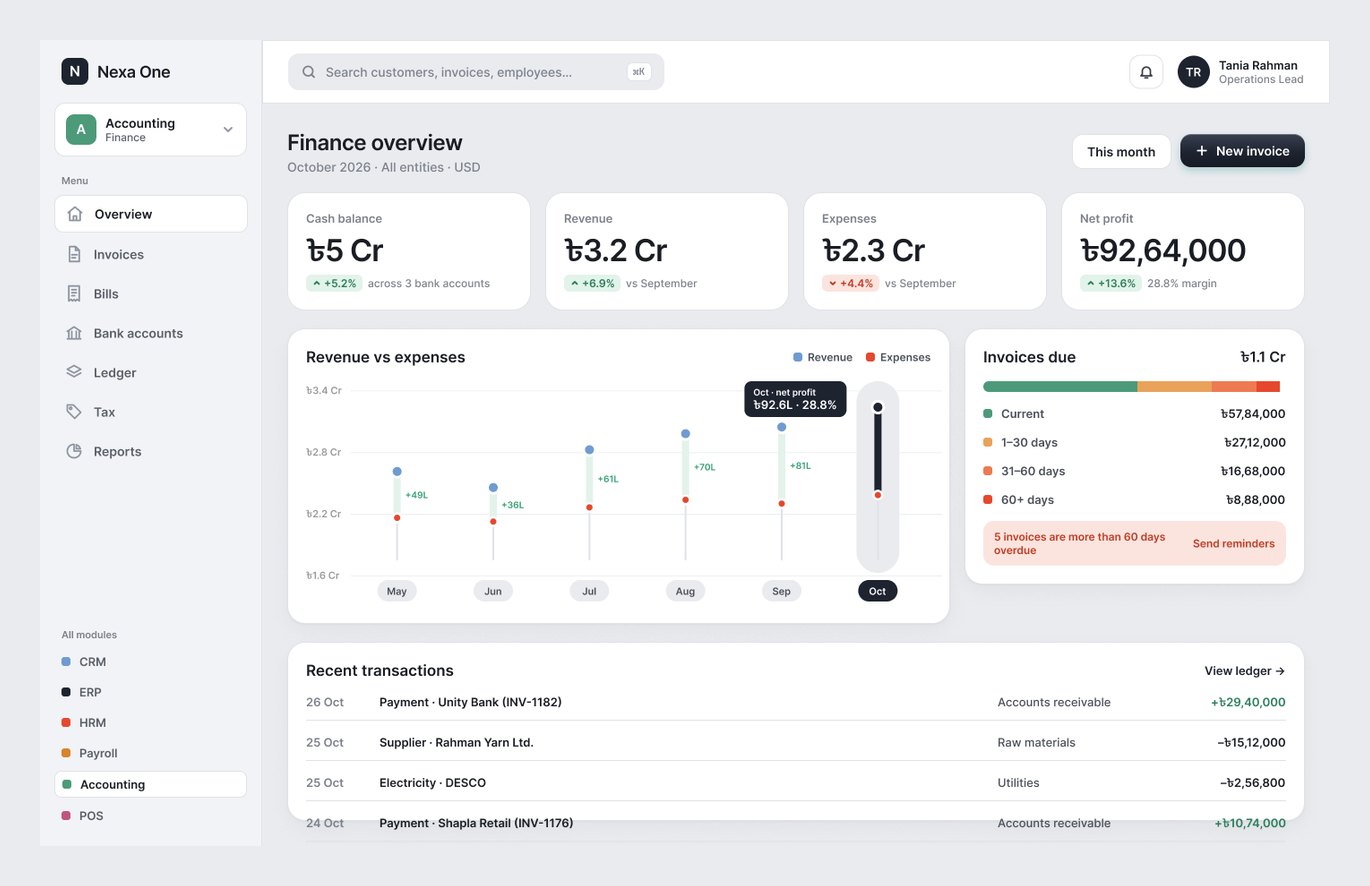 N Nexa One
Search customers, invoices, employees... ⌘K
TR
Tania Rahman
Operations Lead
A
Accounting
Finance
Menu
Overview
Invoices
Bills
Bank accounts
Ledger
Tax
Reports
All modules
CRM
ERP
HRM
Payroll
Accounting
POS
Finance overview
October 2026 · All entities · USD
This month
+ New invoice
Cash balance
৳5 Cr
+5.2% across 3 bank accounts
Revenue
৳3.2 Cr
+6.9% vs September
Expenses
৳2.3 Cr
+4.4% vs September
Net profit
৳92,64,000
+13.6% 28.8% margin
Revenue vs expenses
Revenue Expenses
৳3.4 Cr
৳2.8 Cr
৳2.2 Cr
৳1.6 Cr
Oct · net profit
৳92.6L · 28.8%
+49L
+36L
+61L
+70L
+81L
May Jun Jul Aug Sep Oct
Invoices due ৳1.1 Cr
Current ৳57,84,000
1–30 days ৳27,12,000
31–60 days ৳16,68,000
60+ days ৳8,88,000
5 invoices are more than 60 days
overdue
Send reminders
Recent transactions View ledger →
26 Oct Payment · Unity Bank (INV-1182) Accounts receivable +৳29,40,000
25 Oct Supplier · Rahman Yarn Ltd. Raw materials –৳15,12,000
25 Oct Electricity · DESCO Utilities –৳2,56,800
24 Oct Payment · Shapla Retail (INV-1176) Accounts receivable +৳10,74,000